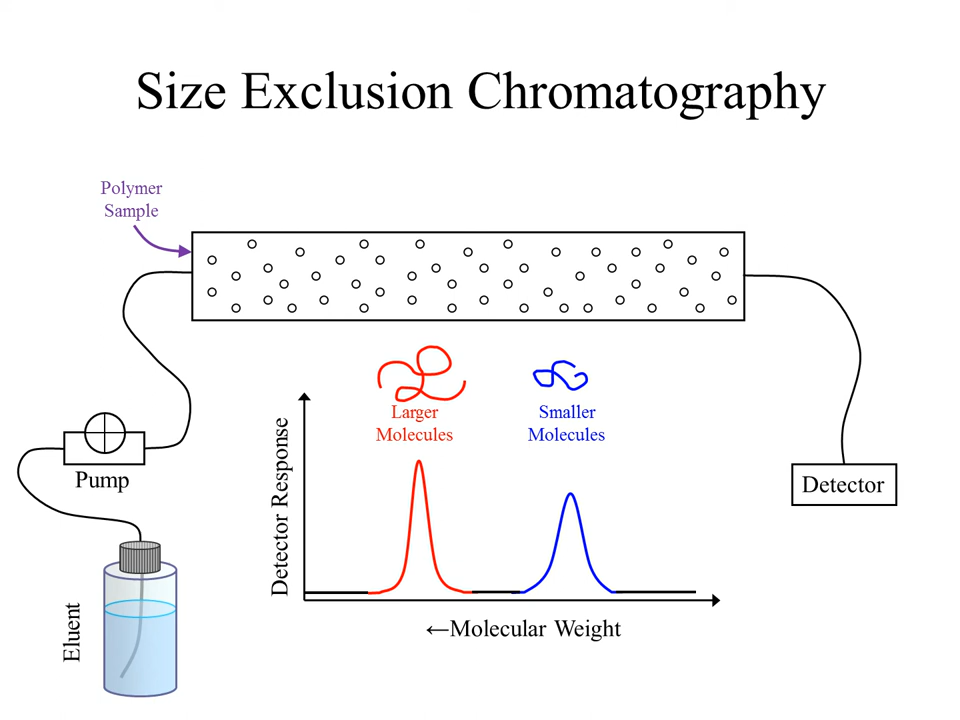 Size Exclusion Chromatography
Polymer
Sample
Larger
Molecules
Smaller
Molecules
Detector Response
Pump
Detector
Eluent
←Molecular Weight